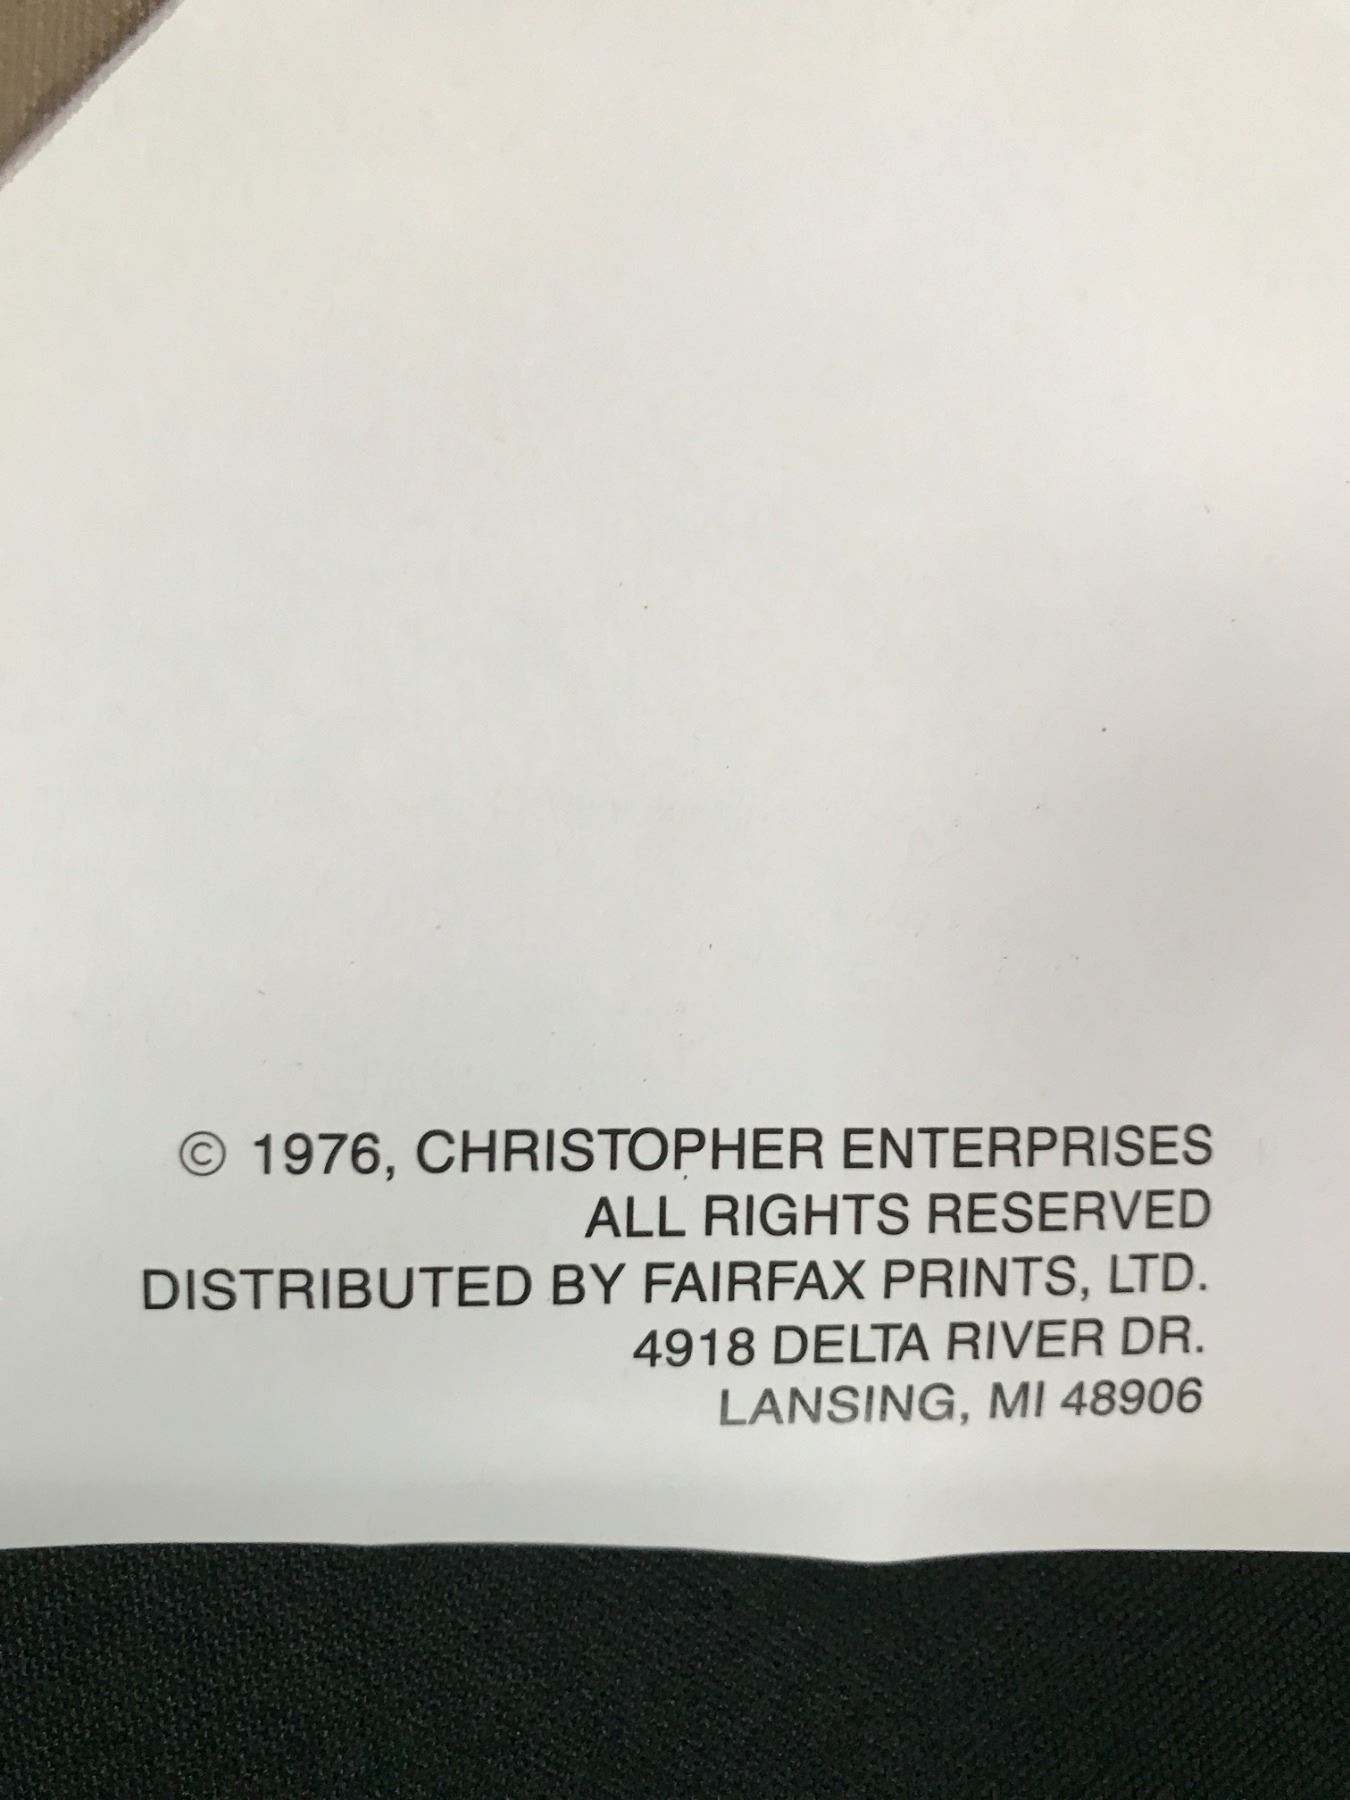 © 1976, CHRISTOPHER ENTERPRISES
ALL RIGHTS RESERVED
DISTRIBUTED BY FAIRFAX PRINTS, LTD.
4918 DELTA RIVER DR.
LANSING, MI 48906